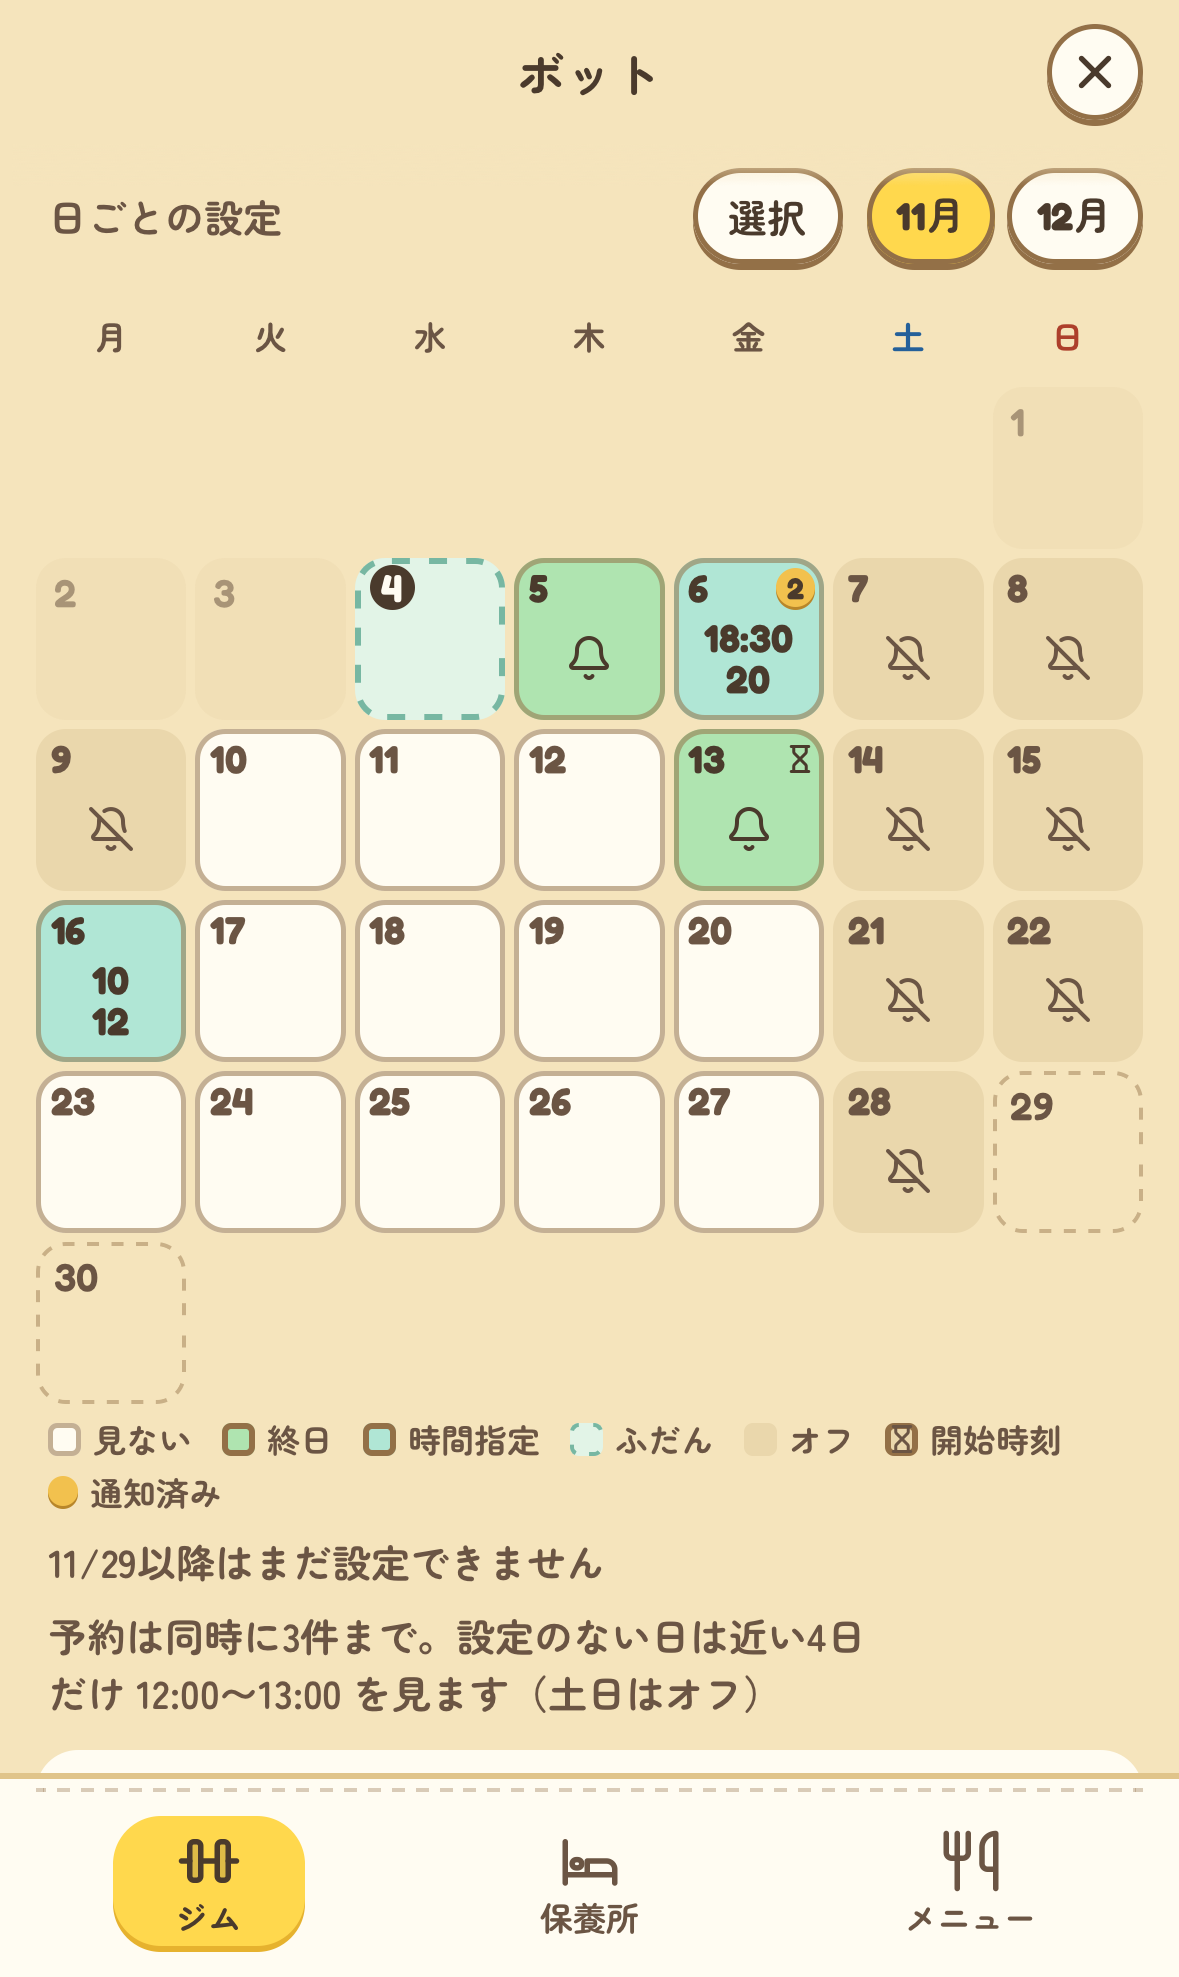 ボット
日ごとの設定 選択 11月 12月
月 火 水 木 金 土 日
1
2 3 4 5 6 2 7 8
18:30
20
9 10 11 12 13 14 15
16 17 18 19 20 21 22
10
12
23 24 25 26 27 28 29
30
見ない 終日 時間指定 ふだん オフ 開始時刻
通知済み
11/29以降はまだ設定できません
予約は同時に3件まで。設定のない日は近い4日
だけ 12:00〜13:00 を見ます（土日はオフ）
ジム 保養所 メニュー